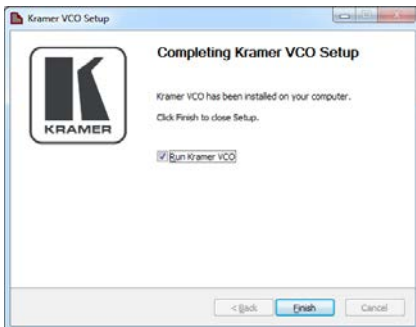 Kramer VCO Setup
Completing Kramer VCO Setup
Kramer VCO has been installed on your computer.
Click Finish to close Setup.
KRAMER
Run Kramer VCO
< Back
Finish
Cancel